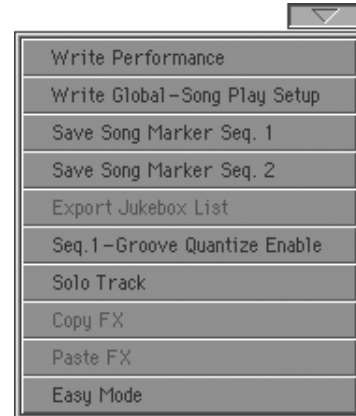 Write Performance
Write Global-Song Play Setup
Save Song Marker Seq. 1
Save Song Marker Seq. 2
Export Jukebox List
Seq.1-Groove Quantize Enable
Solo Track
Copy FX
Paste FX
Easy Mode